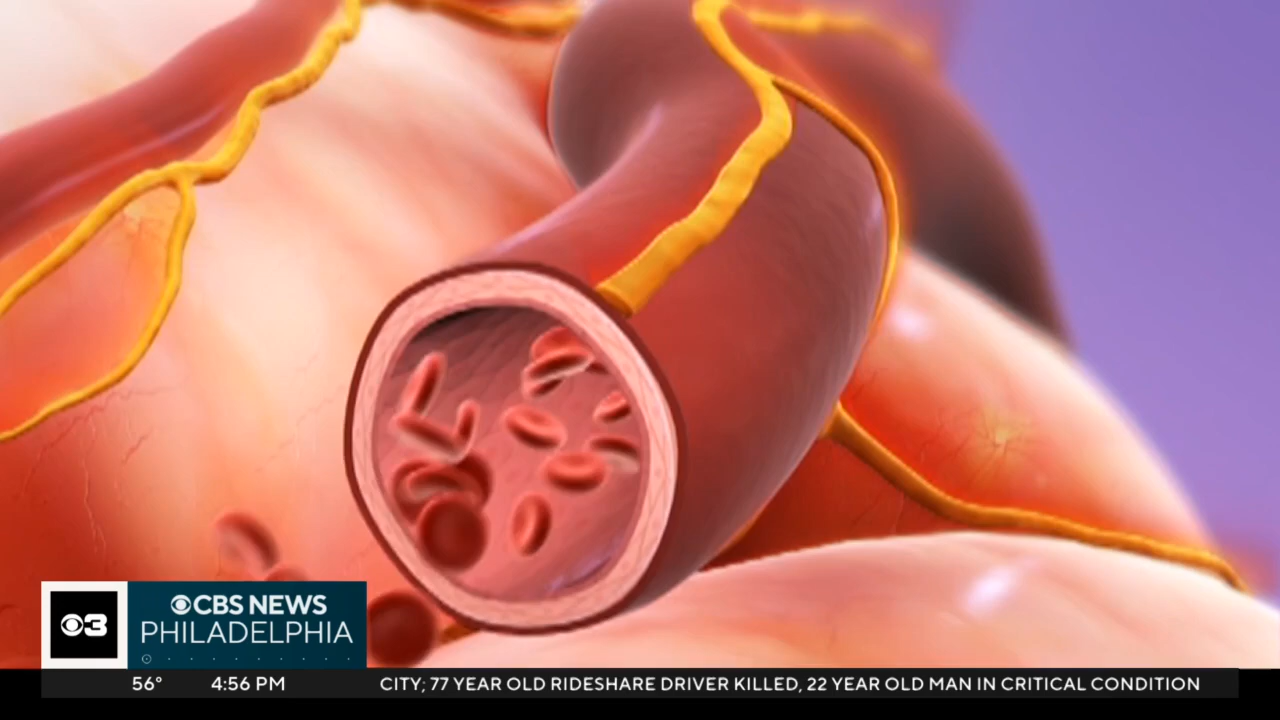 3
CBS NEWS
PHILADELPHIA
56° 4:56 PM CITY; 77 YEAR OLD RIDESHARE DRIVER KILLED, 22 YEAR OLD MAN IN CRITICAL CONDITION